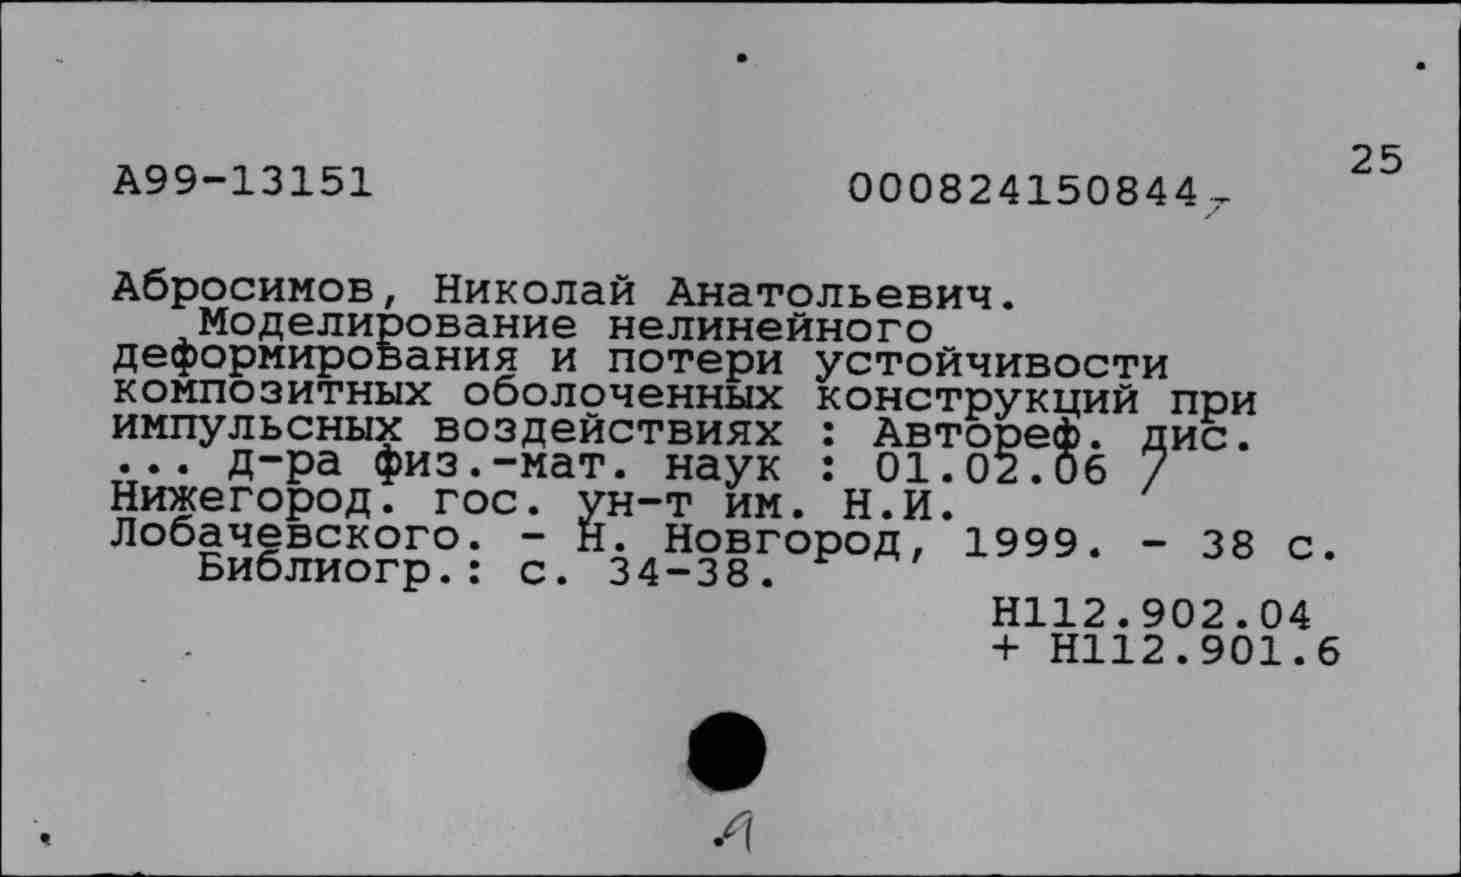 25
А99-13151 000824150844
Абросимов, Николай Анатольевич.
Моделирование нелинейного
деформирования и потери устойчивости
композитных оболоченных конструкций при
импульсных воздействиях : Автореф. дис.
... д-ра физ.-мат. наук : 01.02.06 /
Нижегород. гос. ун-т им. Н.И.
Лобачевского. - Н. Новгород, 1999. - 38 с.
Библиогр.: с. 34-38.
Н112.902.04
+ Н112.901.6
А